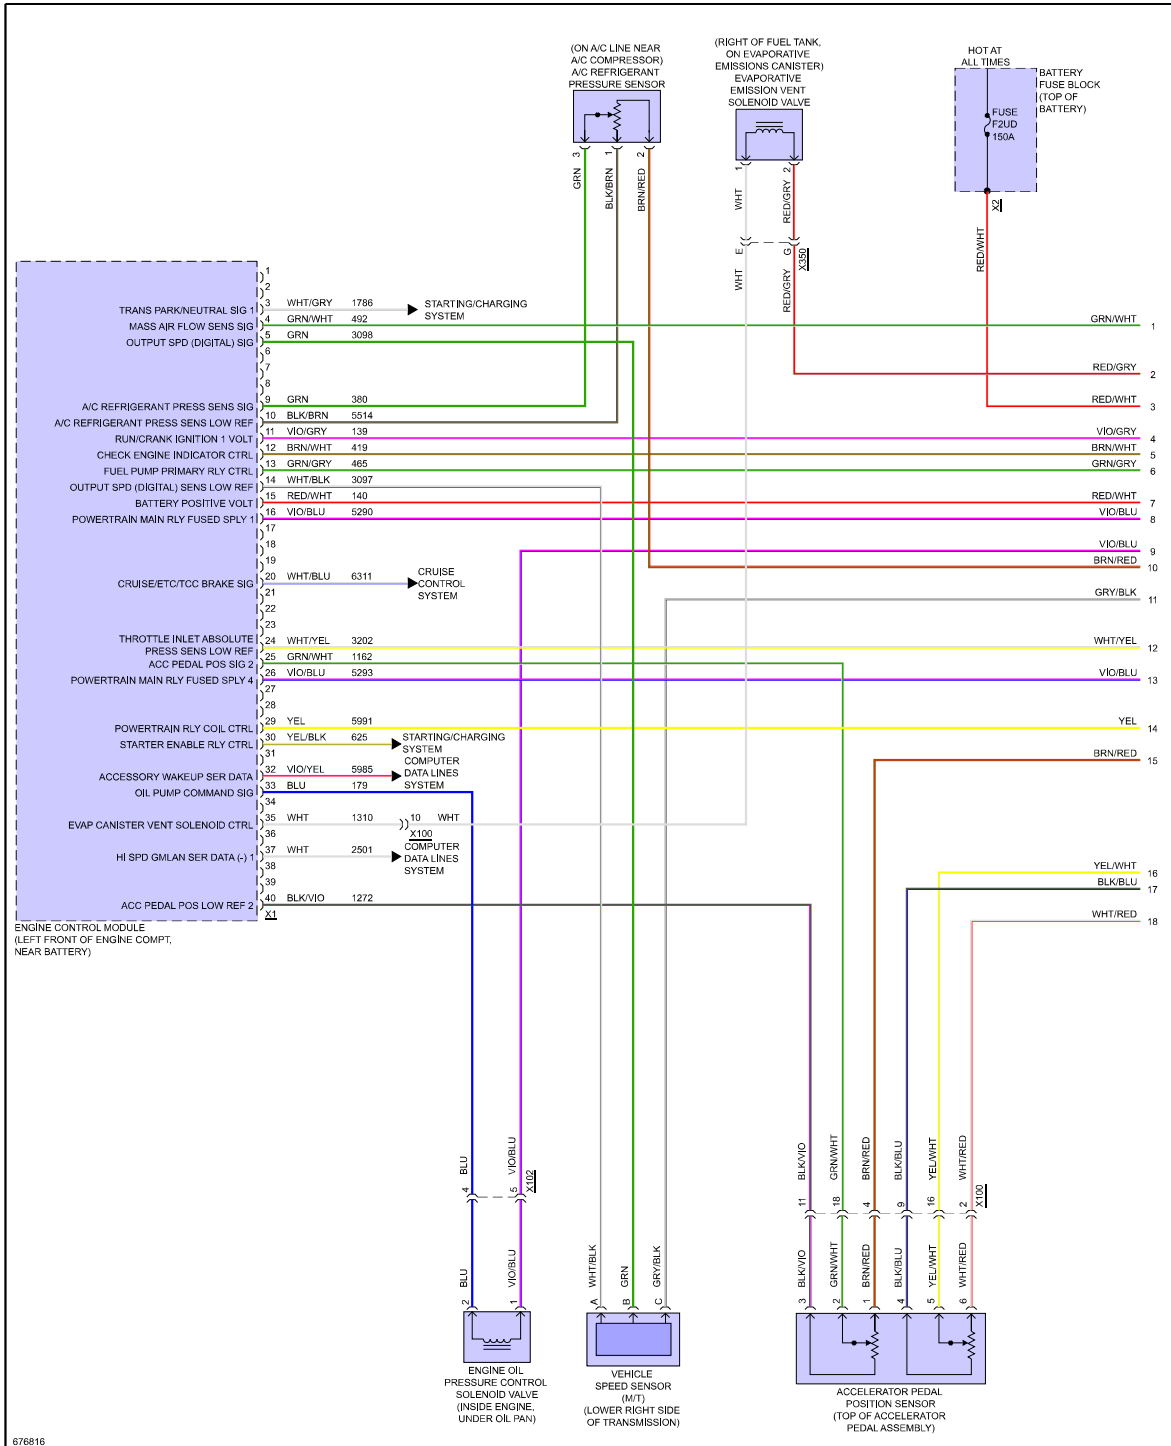 (ON A/C LINE NEAR
A/C COMPRESSOR)
A/C REFRIGERANT
PRESSURE SENSOR
(RIGHT OF FUEL TANK,
ON EVAPORATIVE
EMISSIONS CANISTER)
EVAPORATIVE
EMISSION VENT
SOLENOID VALVE
HOT AT
ALL TIMES
BATTERY
FUSE BLOCK
(TOP OF
BATTERY)
FUSE
F2UD
150A
X2
RED/WHT
3
1
2
GRN
BLK/BRN
BRN/RED
1
2
WHT
RED/GRY
E
G
X350
WHT
RED/GRY
1
2
3 WHT/GRY 1786
TRANS PARK/NEUTRAL SIG 1
STARTING/CHARGING
SYSTEM
4 GRN/WHT 492
MASS AIR FLOW SENS SIG
GRN/WHT 1
5 GRN 3098
OUTPUT SPD (DIGITAL) SIG
6
7
RED/GRY 2
8
9 GRN 380
A/C REFRIGERANT PRESS SENS SIG
RED/WHT 3
10 BLK/BRN 5514
A/C REFRIGERANT PRESS SENS LOW REF
11 VIO/GRY 139
RUN/CRANK IGNITION 1 VOLT
VIO/GRY 4
12 BRN/WHT 419
CHECK ENGINE INDICATOR CTRL
BRN/WHT 5
13 GRN/GRY 465
FUEL PUMP PRIMARY RLY CTRL
GRN/GRY 6
14 WHT/BLK 3097
OUTPUT SPD (DIGITAL) SENS LOW REF
15 RED/WHT 140
BATTERY POSITIVE VOLT
RED/WHT 7
16 VIO/BLU 5290
POWERTRAIN MAIN RLY FUSED SPLY 1
VIO/BLU 8
17
18
VIO/BLU 9
19
BRN/RED 10
20 WHT/BLU 6311
CRUISE/ETC/TCC BRAKE SIG
CRUISE
CONTROL
SYSTEM
21
GRY/BLK 11
22
23
THROTTLE INLET ABSOLUTE
PRESS SENS LOW REF
24 WHT/YEL 3202
WHT/YEL 12
25 GRN/WHT 1162
ACC PEDAL POS SIG 2
26 VIO/BLU 5293
POWERTRAIN MAIN RLY FUSED SPLY 4
VIO/BLU 13
27
28
29 YEL 5991
POWERTRAIN RLY COIL CTRL
YEL 14
30 YEL/BLK 625
STARTER ENABLE RLY CTRL
STARTING/CHARGING
SYSTEM
31
BRN/RED 15
32 VIO/YEL 5985
ACCESSORY WAKEUP SER DATA
COMPUTER
DATA LINES
SYSTEM
33 BLU 179
OIL PUMP COMMAND SIG
34
35 WHT 1310
EVAP CANISTER VENT SOLENOID CTRL
10 WHT
X100
36
37 WHT 2501
HI SPD GMLAN SER DATA (-) 1
COMPUTER
DATA LINES
SYSTEM
38
YEL/WHT 16
39
BLK/BLU 17
40 BLK/VIO 1272
ACC PEDAL POS LOW REF 2
X1
WHT/RED 18
ENGINE CONTROL MODULE
(LEFT FRONT OF ENGINE COMPT,
NEAR BATTERY)
BLU
VIO/BLU
4
5
X102
BLK/VIO
GRN/WHT
BRN/RED
BLK/BLU
YEL/WHT
WHT/RED
11
18
4
9
16
2
X100
BLU
VIO/BLU
2
1
WHT/BLK
GRN
GRY/BLK
A
B
C
BLK/VIO
GRN/WHT
BRN/RED
BLK/BLU
YEL/WHT
WHT/RED
3
2
1
4
5
6
ENGINE OIL
PRESSURE CONTROL
SOLENOID VALVE
(INSIDE ENGINE,
UNDER OIL PAN)
VEHICLE
SPEED SENSOR
(M/T)
(LOWER RIGHT SIDE
OF TRANSMISSION)
ACCELERATOR PEDAL
POSITION SENSOR
(TOP OF ACCELERATOR
PEDAL ASSEMBLY)
676816